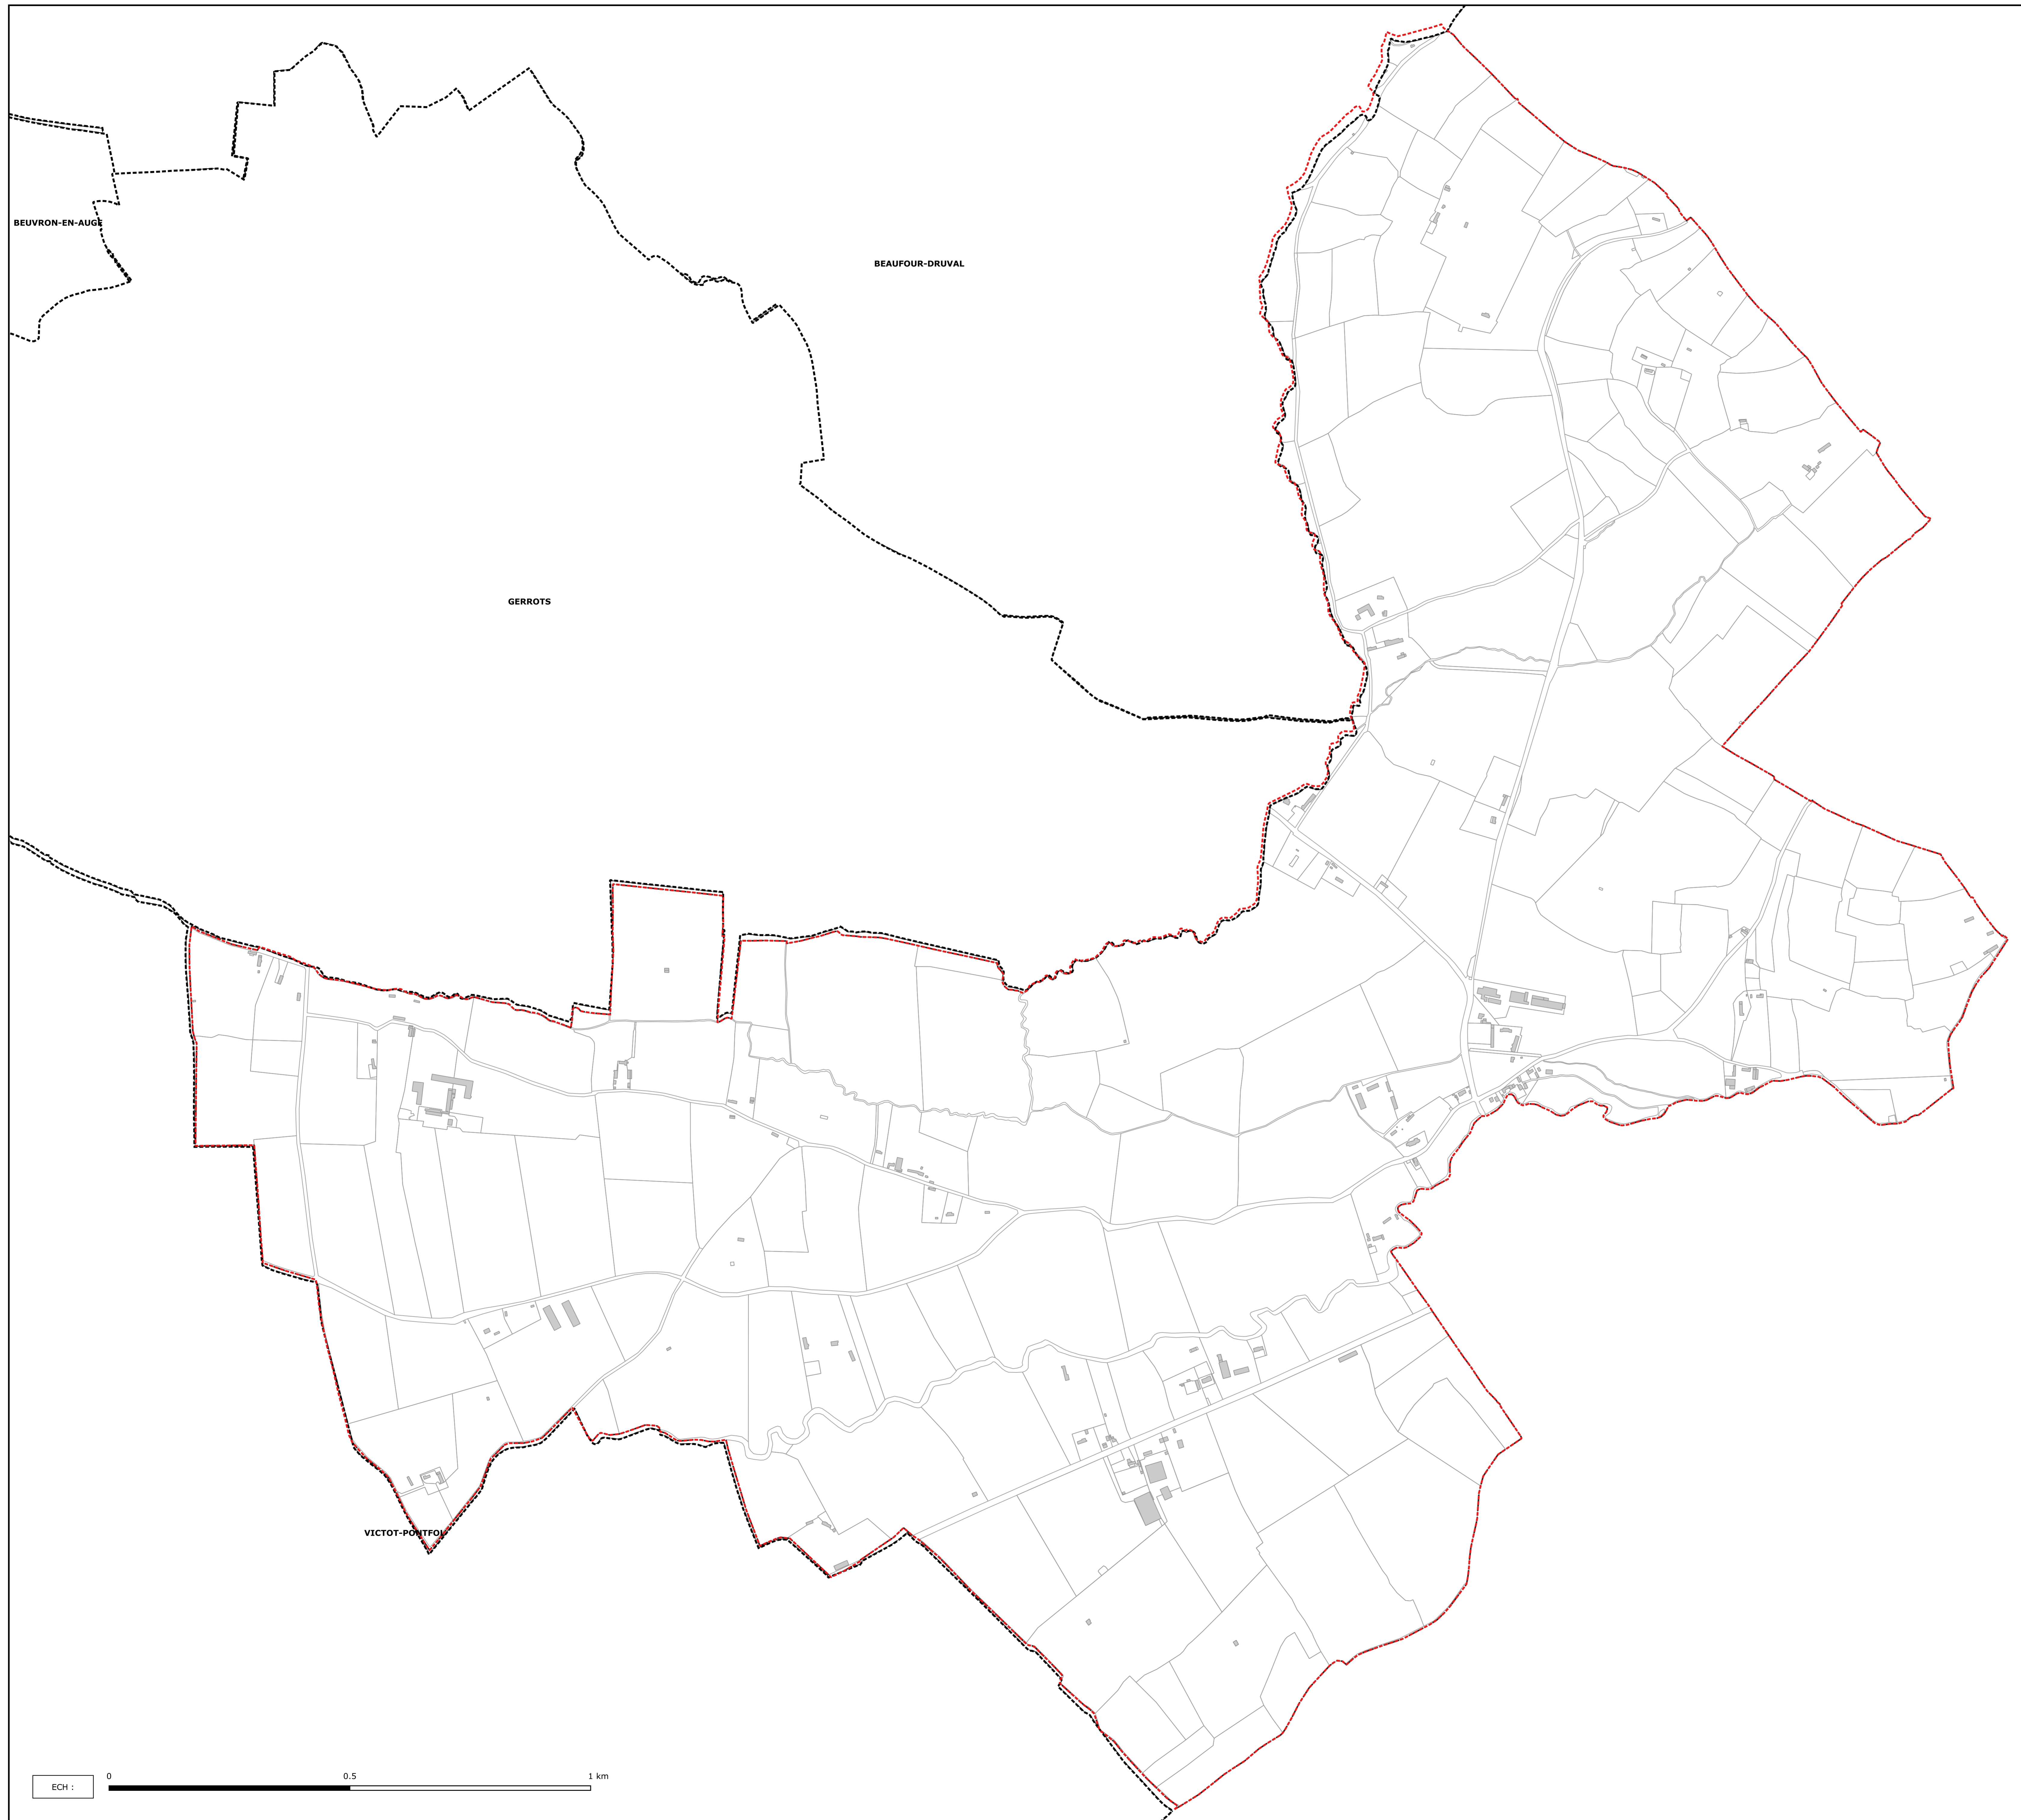 BEUVRON-EN-AUGE
BEAUFOUR-DRUVAL
GERROTS
VICTOT-PONTFOL
ECH :
0 0.5 1 km